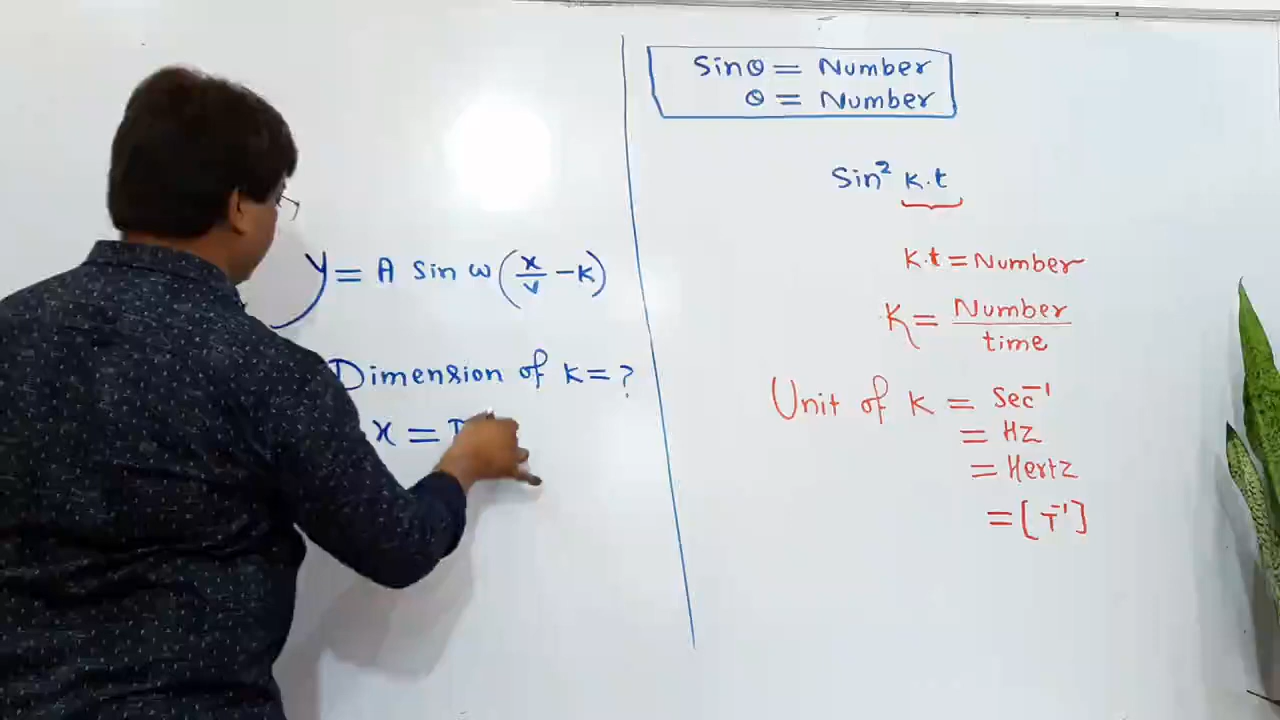 y = A Sin ω (x/v - k)
Dimension of k = ?
x =
Sinθ = Number
θ = Number
Sin² k.t
k.t = Number
K = Number/time
Unit of K = Sec⁻¹
= HZ
= Hertz
= [T⁻¹]